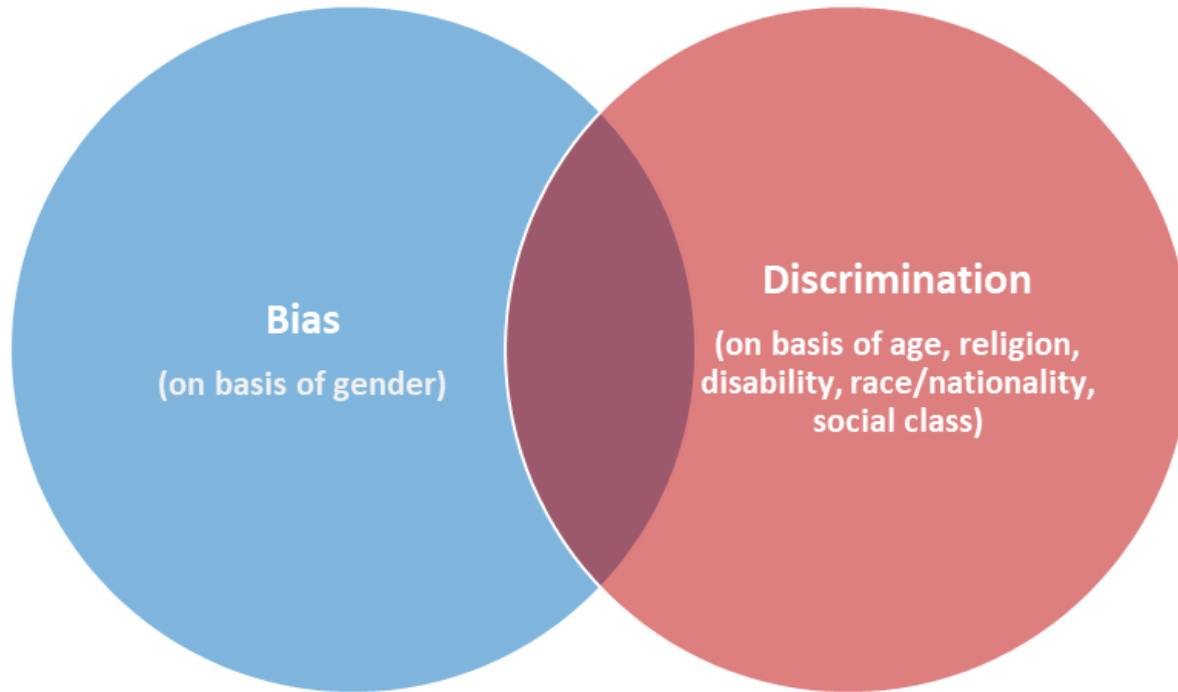 Bias
(on basis of gender)
Discrimination
(on basis of age, religion,
disability, race/nationality,
social class)